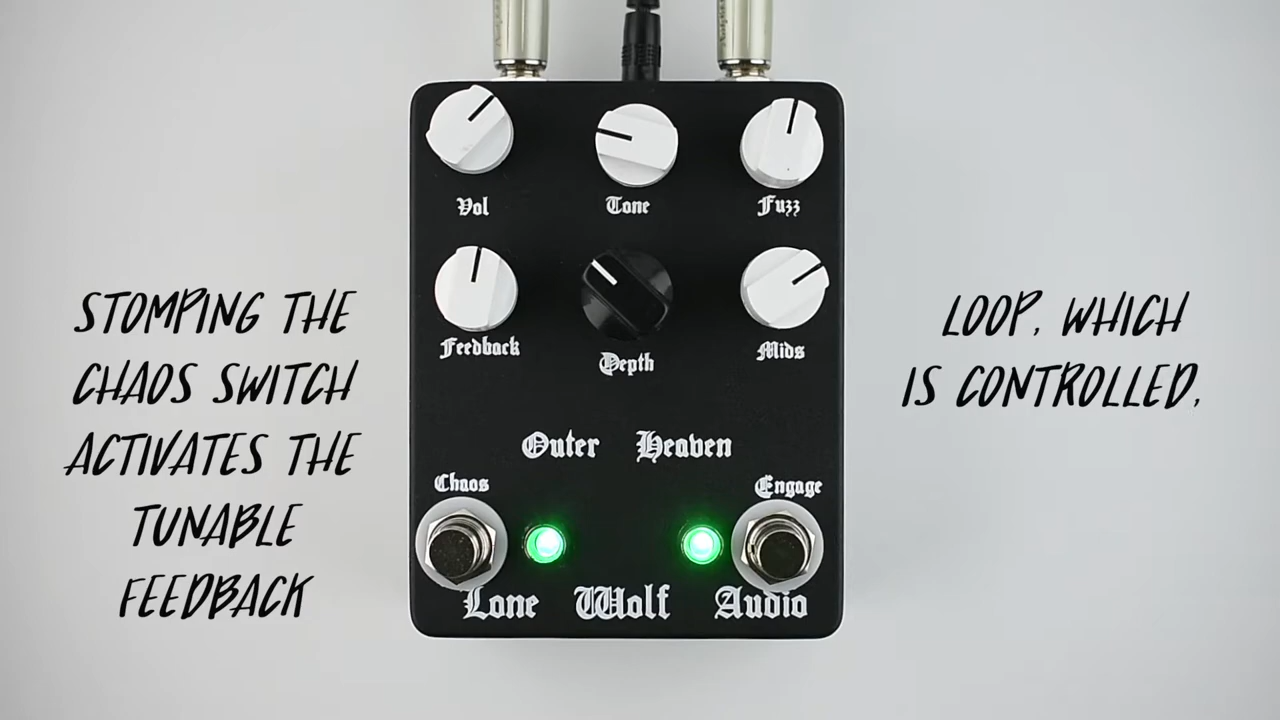 STOMPING THE
CHAOS SWITCH
ACTIVATES THE
TUNABLE
FEEDBACK
Vol Tone Fuzz
Feedback Depth Mids
Outer Heaven
Chaos Engage
Lone Wolf Audio
LOOP, WHICH
IS CONTROLLED,